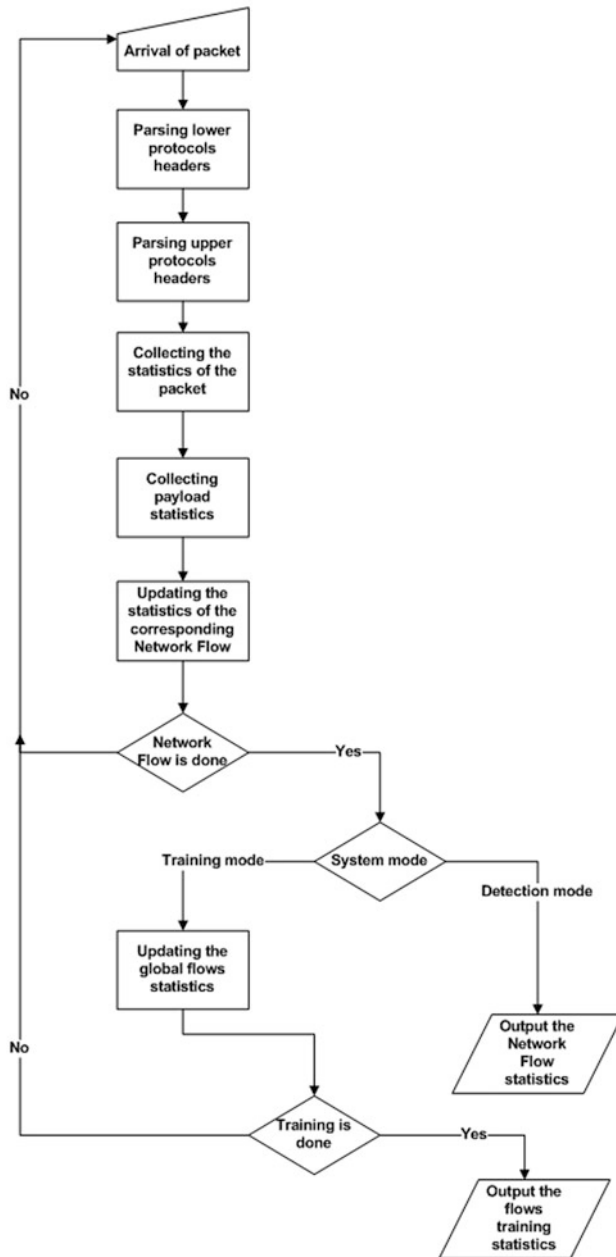 Arrival of packet
Parsing lower
protocols
headers
Parsing upper
protocols
headers
Collecting the
statistics of the
packet
No
Collecting
payload
statistics
Updating the
statistics of the
corresponding
Network Flow
Network
Flow is done
Yes
Training mode
System mode
Detection mode
Updating the
global flows
statistics
Output the
Network
Flow
statistics
No
Training is
done
Yes
Output the
flows
training
statistics